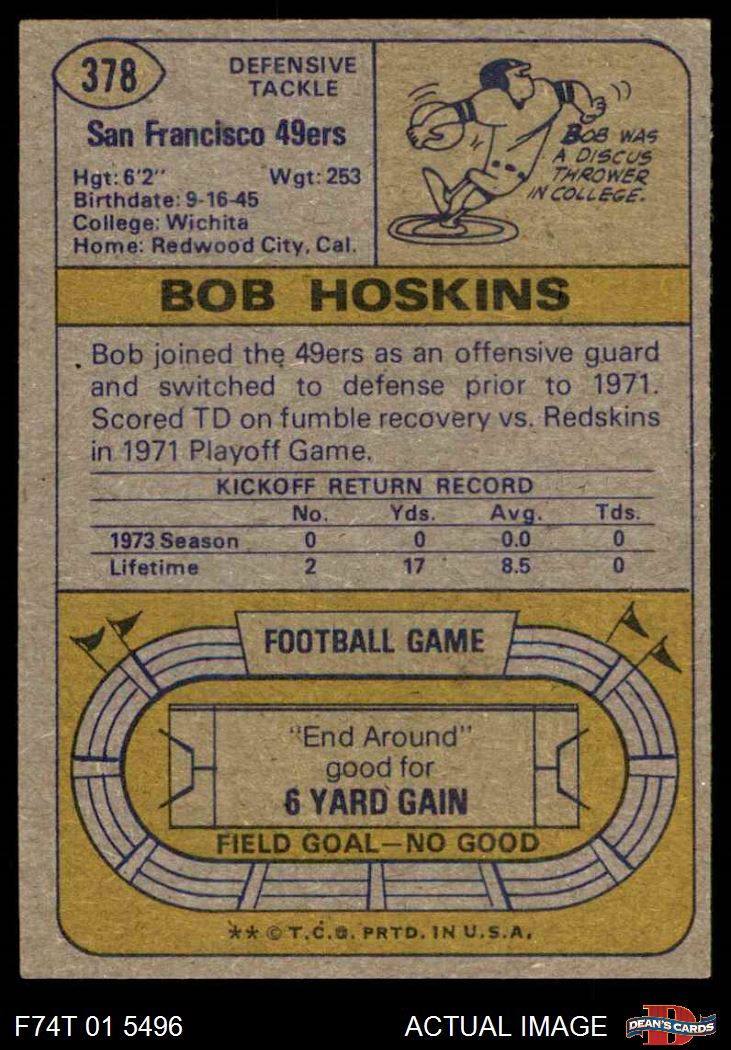 378
DEFENSIVE
TACKLE
San Francisco 49ers
Hgt: 6'2" Wgt: 253
Birthdate: 9-16-45
College: Wichita
Home: Redwood City, Cal.
BOB WAS
A DISCUS
THROWER
IN COLLEGE.
BOB HOSKINS
Bob joined the 49ers as an offensive guard
and switched to defense prior to 1971.
Scored TD on fumble recovery vs. Redskins
in 1971 Playoff Game.
KICKOFF RETURN RECORD
No. Yds. Avg. Tds.
1973 Season 0 0 0.0 0
Lifetime 2 17 8.5 0
FOOTBALL GAME
"End Around"
good for
6 YARD GAIN
FIELD GOAL—NO GOOD
** © T.C.G. PRTD. IN U.S.A.
F74T 01 5496 ACTUAL IMAGE
D
DEAN'S CARDS